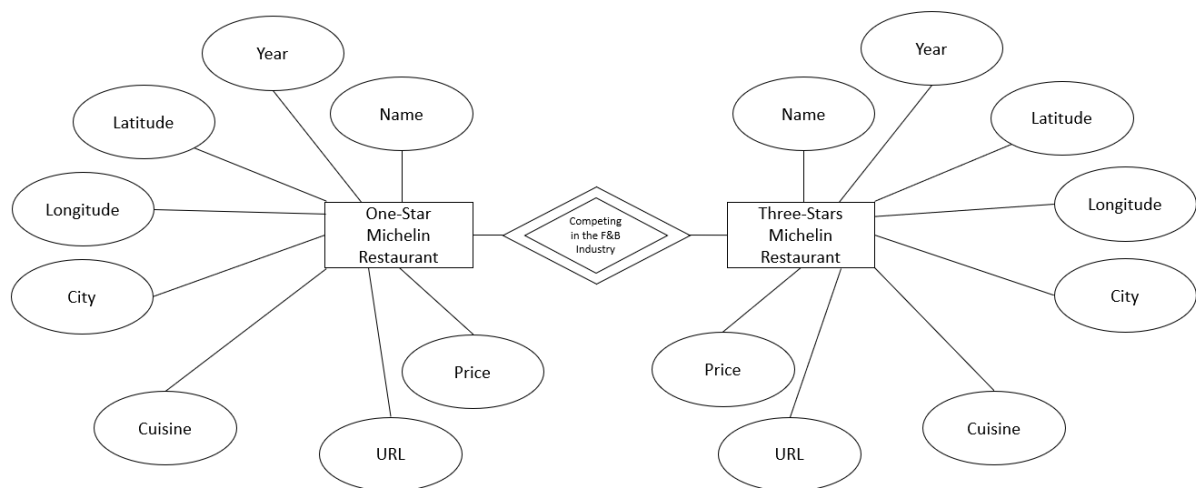 Year
Name
Latitude
Longitude
City
Cuisine
URL
Price
One-Star
Michelin
Restaurant
Competing
in the F&B
Industry
Three-Stars
Michelin
Restaurant
Name
Year
Latitude
Longitude
City
Cuisine
URL
Price